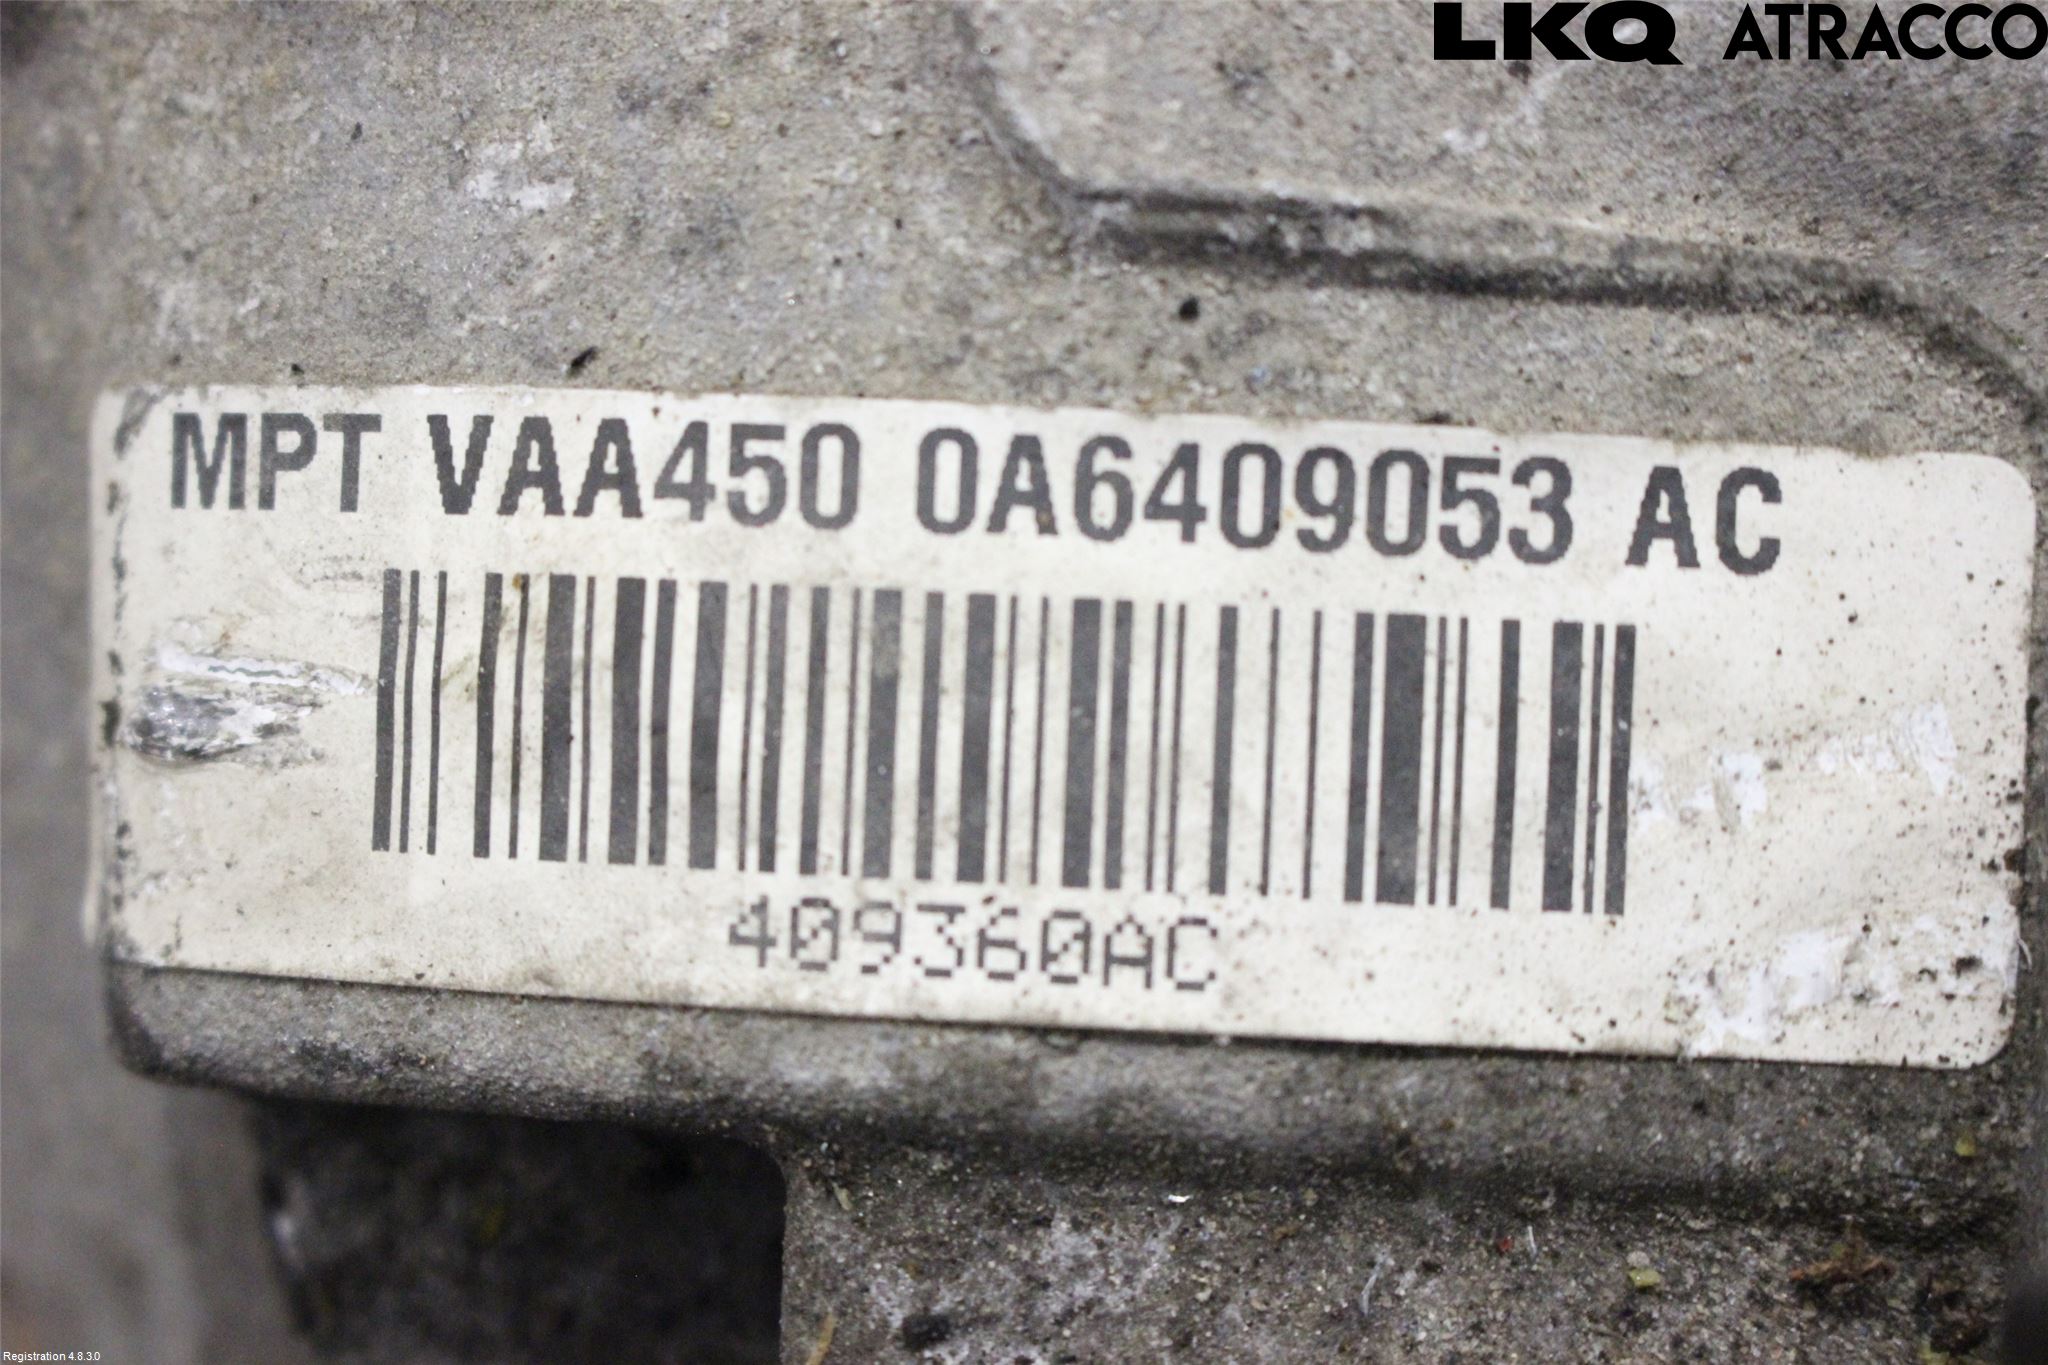 LKQ ATRACCO
MPT VAA450 0A6409053 AC
409360AC
Registration 4.8.3.0